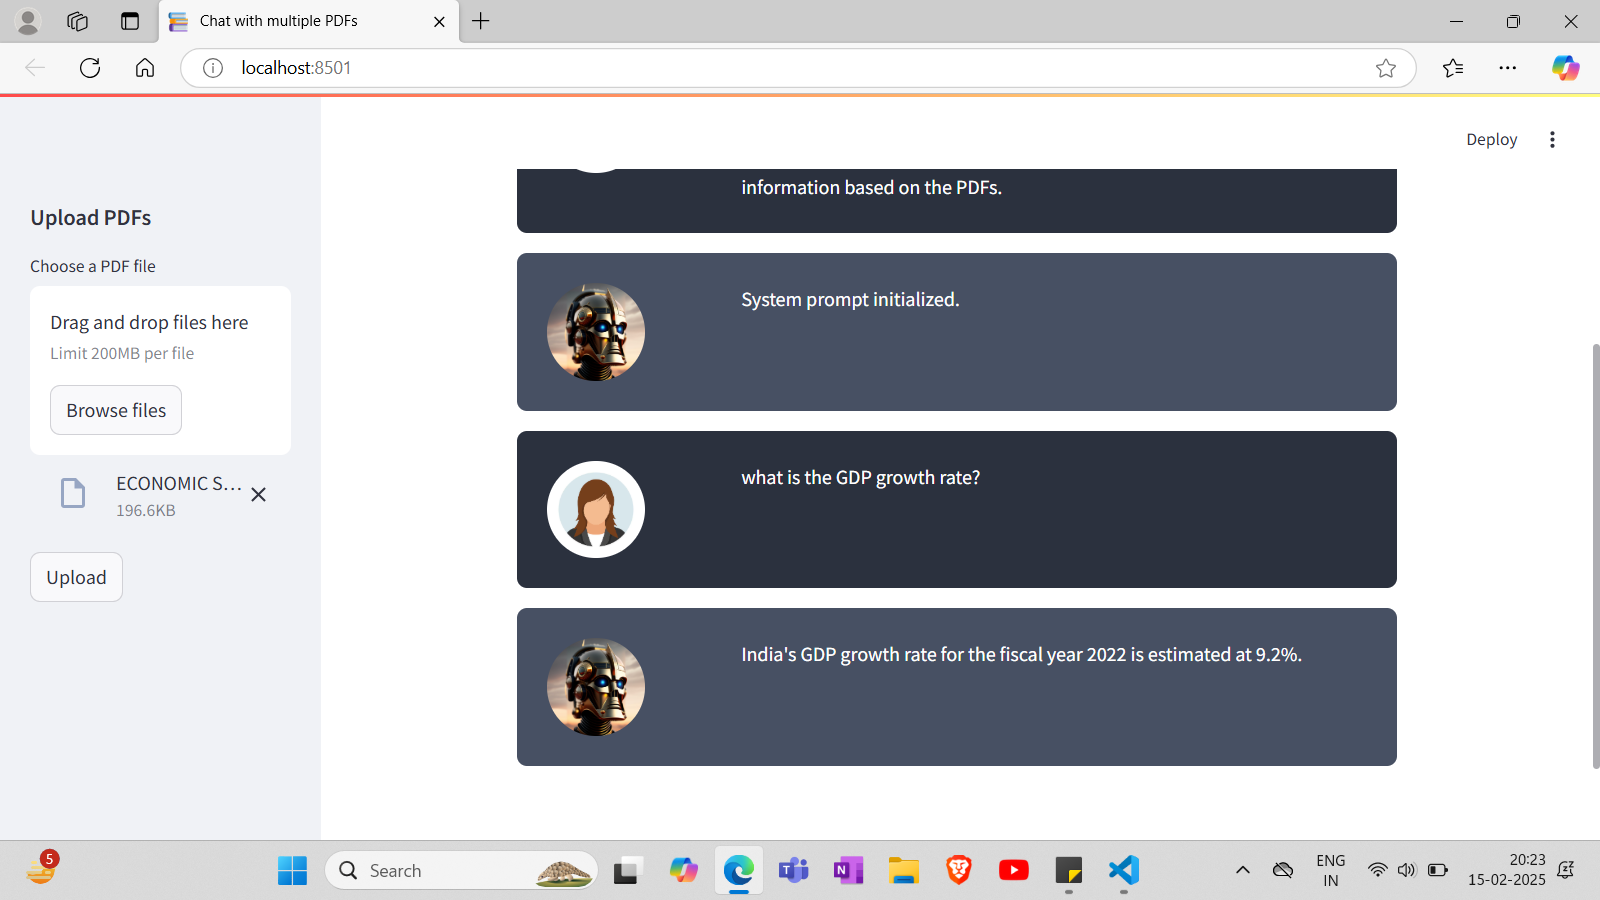 Chat with multiple PDFs
localhost:8501
Deploy
Upload PDFs
Choose a PDF file
Drag and drop files here
Limit 200MB per file
Browse files
ECONOMIC S...
196.6KB
Upload
information based on the PDFs.
System prompt initialized.
what is the GDP growth rate?
India's GDP growth rate for the fiscal year 2022 is estimated at 9.2%.
5
Search
ENG
IN
20:23
15-02-2025